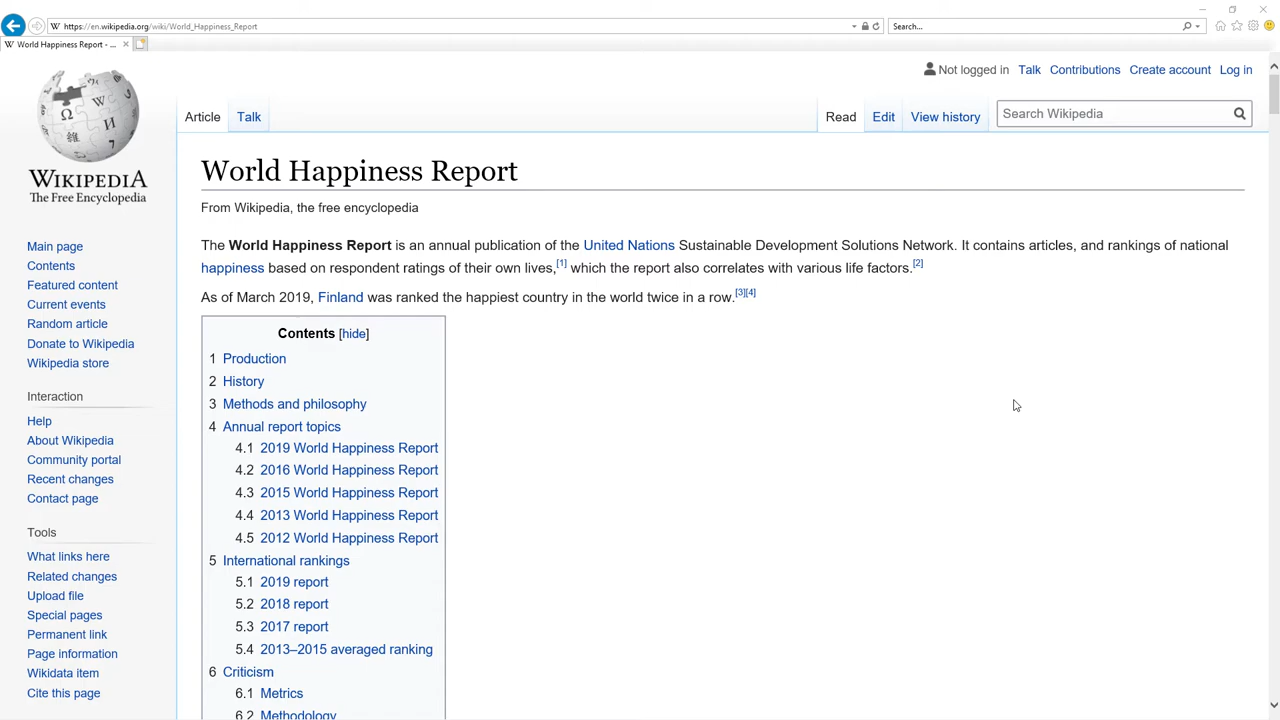 https://en.wikipedia.org/wiki/World_Happiness_Report
Search...
World Happiness Report - ...
Not logged in Talk Contributions Create account Log in
Article Talk Read Edit View history Search Wikipedia
WIKIPEDIA
The Free Encyclopedia
World Happiness Report
From Wikipedia, the free encyclopedia
The World Happiness Report is an annual publication of the United Nations Sustainable Development Solutions Network. It contains articles, and rankings of national
happiness based on respondent ratings of their own lives,[1] which the report also correlates with various life factors.[2]
As of March 2019, Finland was ranked the happiest country in the world twice in a row.[3][4]
Contents [hide]
1 Production
2 History
3 Methods and philosophy
4 Annual report topics
4.1 2019 World Happiness Report
4.2 2016 World Happiness Report
4.3 2015 World Happiness Report
4.4 2013 World Happiness Report
4.5 2012 World Happiness Report
5 International rankings
5.1 2019 report
5.2 2018 report
5.3 2017 report
5.4 2013–2015 averaged ranking
6 Criticism
6.1 Metrics
6.2 Methodology
Main page
Contents
Featured content
Current events
Random article
Donate to Wikipedia
Wikipedia store
Interaction
Help
About Wikipedia
Community portal
Recent changes
Contact page
Tools
What links here
Related changes
Upload file
Special pages
Permanent link
Page information
Wikidata item
Cite this page